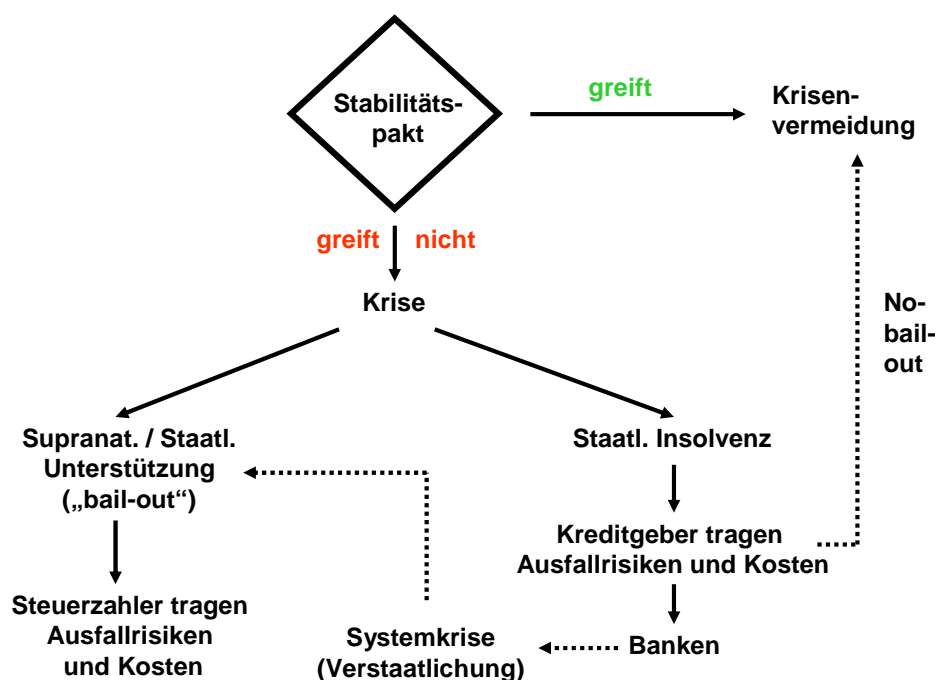 Stabilitäts-
pakt
greift
Krisen-
vermeidung
greift nicht
Krise
No-
bail-
out
Supranat. / Staatl.
Unterstützung
(„bail-out“)
Staatl. Insolvenz
Kreditgeber tragen
Ausfallrisiken und Kosten
Steuerzahler tragen
Ausfallrisiken
und Kosten
Systemkrise
(Verstaatlichung)
Banken